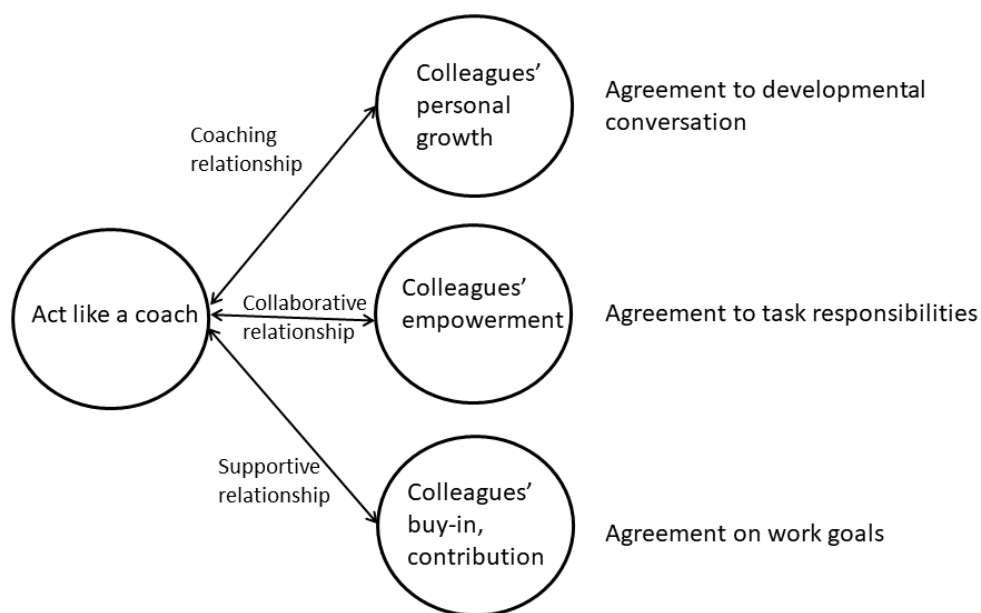 Colleagues’
personal
growth
Agreement to developmental
conversation
Coaching
relationship
Act like a coach
Collaborative
relationship
Colleagues’
empowerment
Agreement to task responsibilities
Supportive
relationship
Colleagues’
buy-in,
contribution
Agreement on work goals